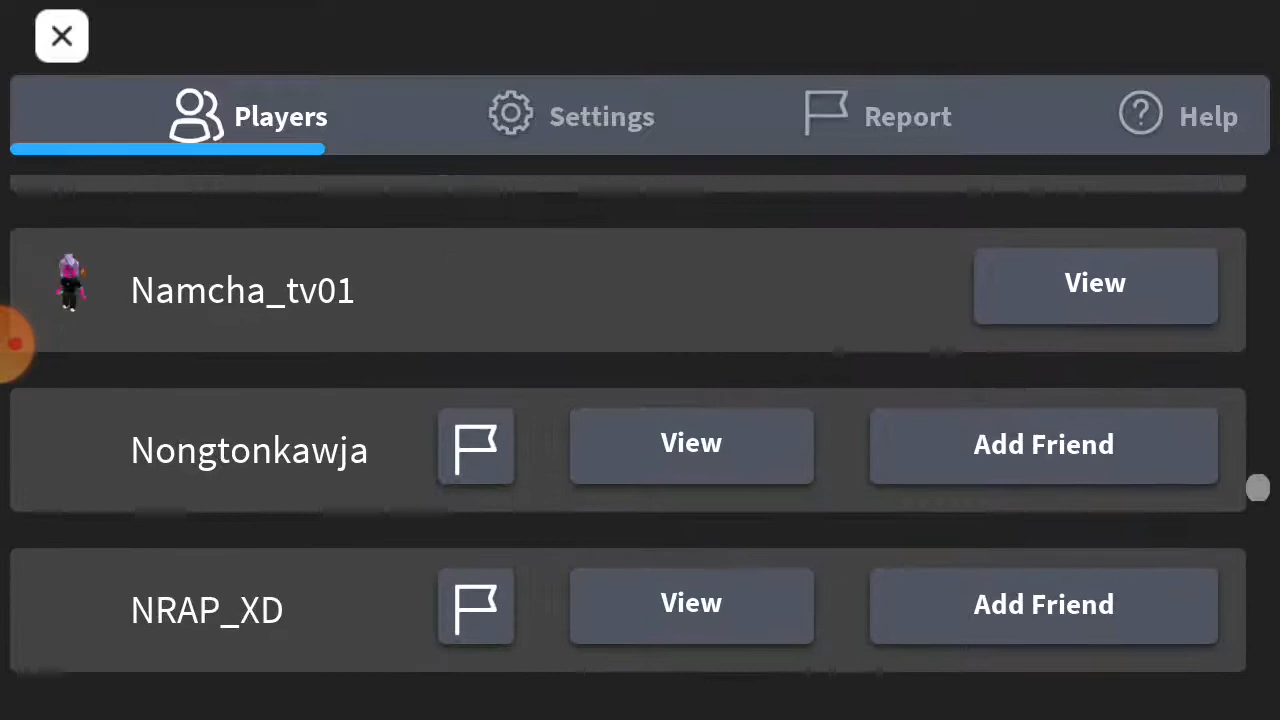 Players
Settings
Report
Help
Namcha_tv01
View
Nongtonkawja
View
Add Friend
NRAP_XD
View
Add Friend